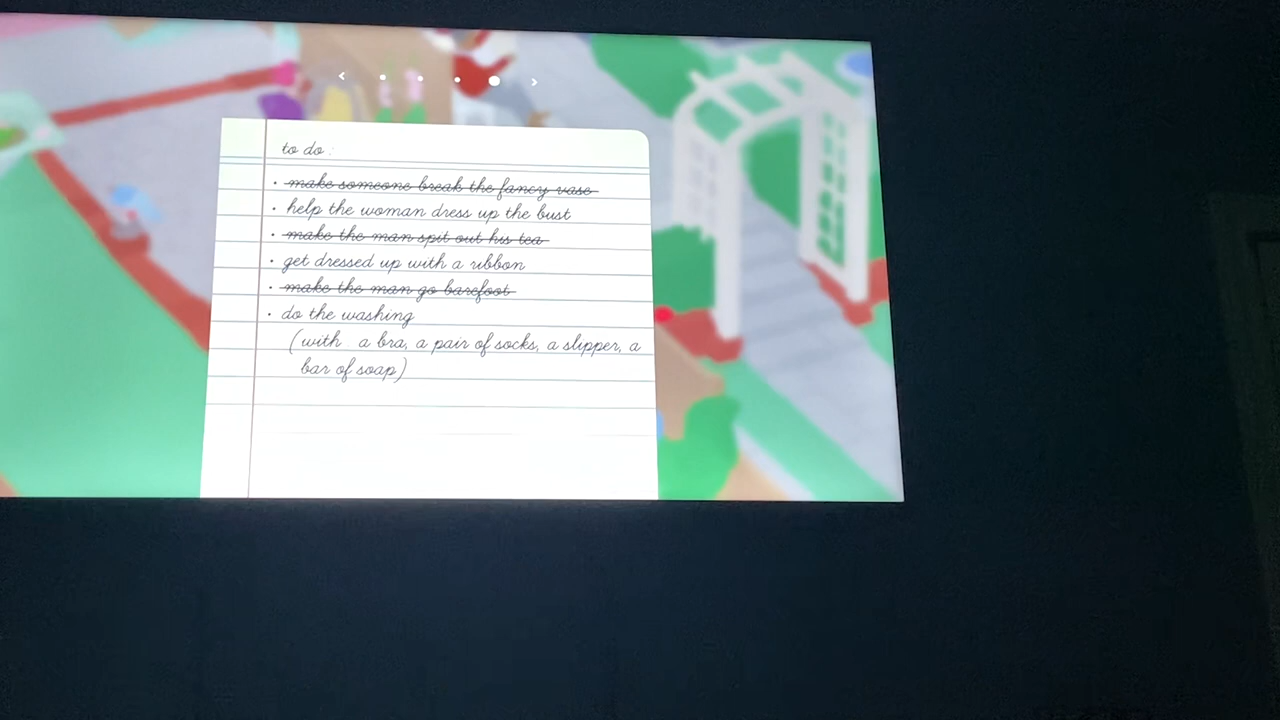 to do :
• make someone break the fancy vase
• help the woman dress up the bust
• make the man spit out his tea
• get dressed up with a ribbon
• make the man go barefoot
• do the washing
(with a bra, a pair of socks, a slipper, a
bar of soap)